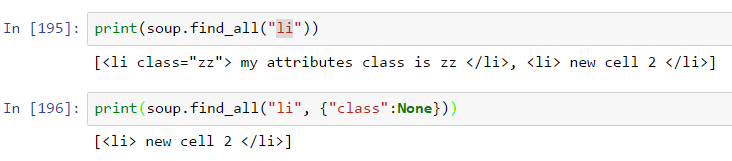 In [195]: print(soup.find_all("li"))
[<li class="zz"> my attributes class is zz </li>, <li> new cell 2 </li>]
In [196]: print(soup.find_all("li", {"class":None}))
[<li> new cell 2 </li>]